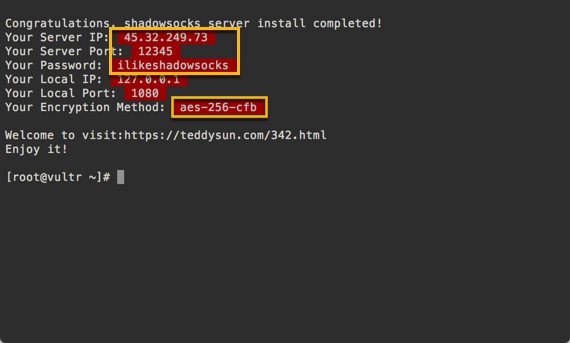 Congratulations, shadowsocks server install completed!
Your Server IP: 45.32.249.73
Your Server Port: 12345
Your Password: ilikeshadowsocks
Your Local IP: 127.0.0.1
Your Local Port: 1080
Your Encryption Method: aes-256-cfb
Welcome to visit:https://teddysun.com/342.html
Enjoy it!
[root@vultr ~]#